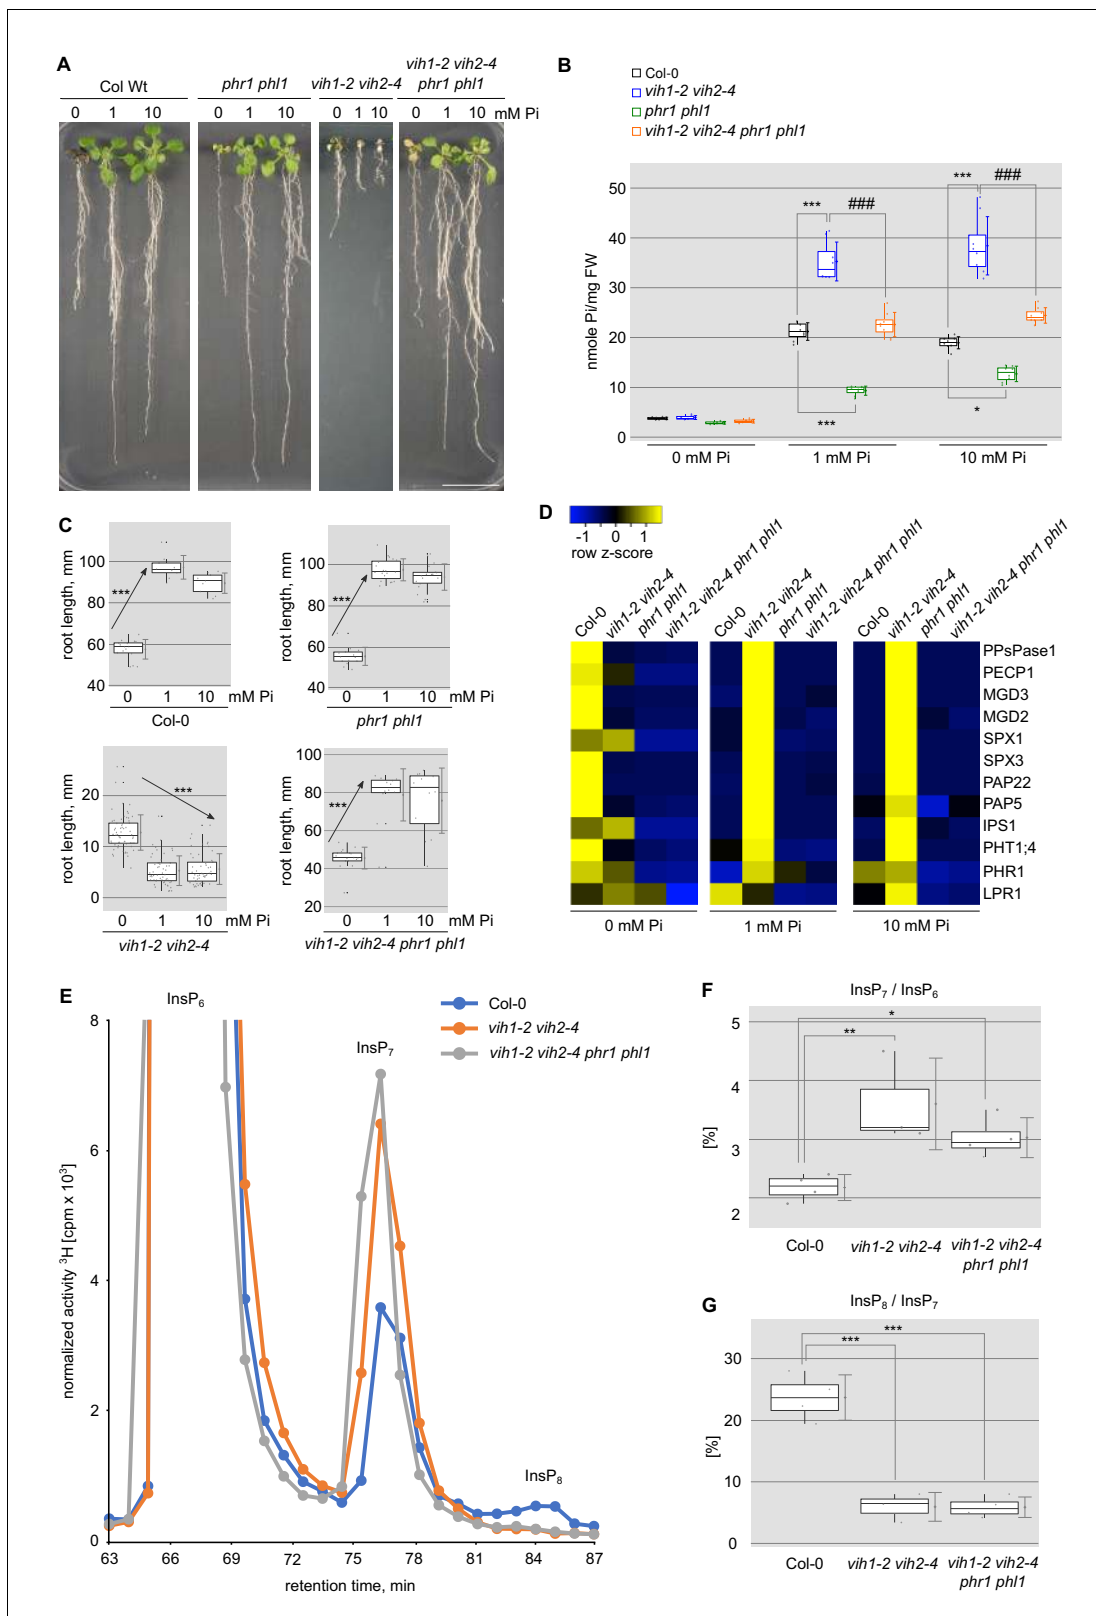 A
Col Wt
phr1 phl1
vih1-2 vih2-4
vih1-2 vih2-4
phr1 phl1
0 1 10 0 1 10 0 1 10 0 1 10 mM Pi
B
Col-0
vih1-2 vih2-4
phr1 phl1
vih1-2 vih2-4 phr1 phl1
nmole Pi/mg FW
50
40
30
20
10
0
*** ###
*** ###
***
*
0 mM Pi 1 mM Pi 10 mM Pi
C
root length, mm
100
80
60
40
***
0 1 10 mM Pi
Col-0
root length, mm
100
80
60
40
***
0 1 10 mM Pi
phr1 phl1
root length, mm
20
10
0
***
0 1 10 mM Pi
vih1-2 vih2-4
root length, mm
100
80
60
40
20
***
0 1 10 mM Pi
vih1-2 vih2-4 phr1 phl1
D
-1 0 1
row z-score
Col-0 vih1-2 vih2-4 phr1 phl1 vih1-2 vih2-4 phr1 phl1
Col-0 vih1-2 vih2-4 phr1 phl1 vih1-2 vih2-4 phr1 phl1
Col-0 vih1-2 vih2-4 phr1 phl1 vih1-2 vih2-4 phr1 phl1
PPsPase1
PECP1
MGD3
MGD2
SPX1
SPX3
PAP22
PAP5
IPS1
PHT1;4
PHR1
LPR1
0 mM Pi 1 mM Pi 10 mM Pi
E
InsP6
InsP7
InsP8
Col-0
vih1-2 vih2-4
vih1-2 vih2-4 phr1 phl1
normalized activity ³H [cpm x 10³]
8
6
4
2
0
63 66 69 72 75 78 81 84 87
retention time, min
F
InsP7 / InsP6
[%]
5
4
3
2
*
**
Col-0 vih1-2 vih2-4 vih1-2 vih2-4
phr1 phl1
G
InsP8 / InsP7
[%]
30
20
10
0
***
***
Col-0 vih1-2 vih2-4 vih1-2 vih2-4
phr1 phl1